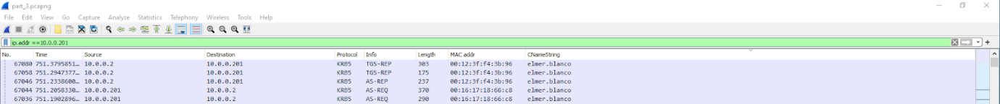 part_3.pcapng
File Edit View Go Capture Analyze Statistics Telephony Wireless Tools Help
ip.addr ==10.0.0.201
No. Time Source Destination Protocol Info Length MAC addr CNameString
67080 751.3795851… 10.0.0.2 10.0.0.201 KRB5 TGS-REP 303 00:12:3f:f4:3b:96 elmer.blanco
67058 751.2947377… 10.0.0.2 10.0.0.201 KRB5 TGS-REP 175 00:12:3f:f4:3b:96 elmer.blanco
67046 751.2338600… 10.0.0.2 10.0.0.201 KRB5 AS-REP 237 00:12:3f:f4:3b:96 elmer.blanco
67044 751.2058330… 10.0.0.201 10.0.0.2 KRB5 AS-REQ 370 00:16:17:18:66:c8 elmer.blanco
67036 751.1902896… 10.0.0.201 10.0.0.2 KRB5 AS-REQ 290 00:16:17:18:66:c8 elmer.blanco